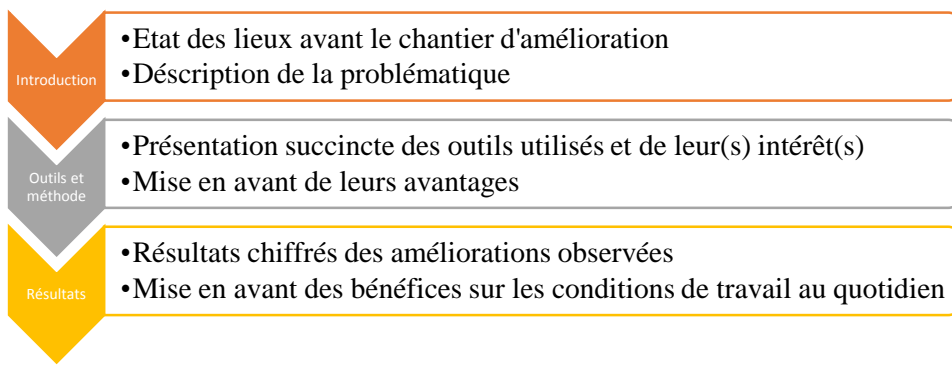 Introduction
•Etat des lieux avant le chantier d'amélioration
•Déscription de la problématique
Outils et
méthode
•Présentation succincte des outils utilisés et de leur(s) intérêt(s)
•Mise en avant de leurs avantages
Résultats
•Résultats chiffrés des améliorations observées
•Mise en avant des bénéfices sur les conditions de travail au quotidien